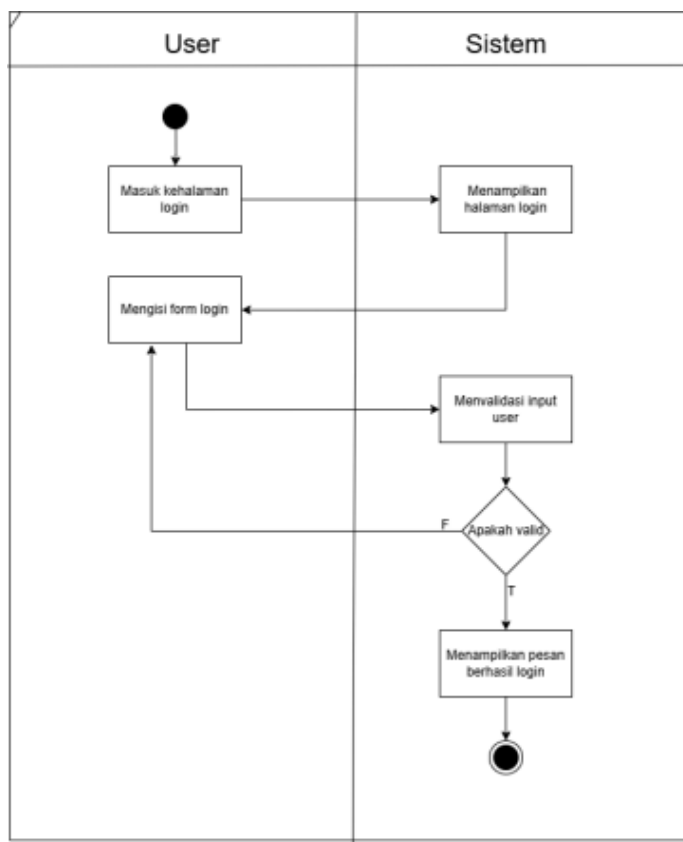 User
Sistem
Masuk kehalaman
login
Menampilkan
halaman login
Mengisi form login
Menvalidasi input
user
F
Apakah valid
T
Menampilkan pesan
berhasil login